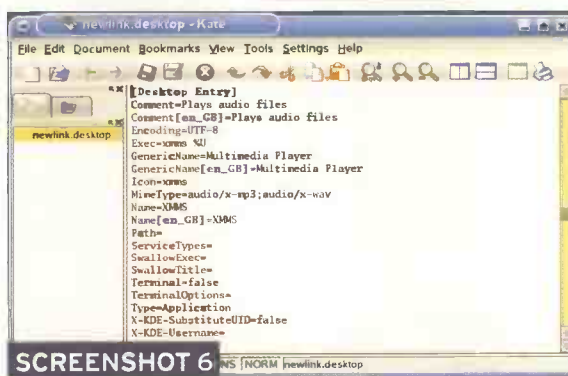 newlink.desktop - Kate
File Edit Document Bookmarks View Tools Settings Help
newlink.desktop
[Desktop Entry]
Comment=Plays audio files
Comment[en_GB]=Plays audio files
Encoding=UTF-8
Exec=xmms %U
GenericName=Multimedia Player
GenericName[en_GB]=Multimedia Player
Icon=xmms
MimeType=audio/x-mp3;audio/x-wav
Name=XMMS
Name[en_GB]=XMMS
Path=
ServiceTypes=
SwallowExec=
SwallowTitle=
Terminal=false
TerminalOptions=
Type=Application
X-KDE-SubstituteUID=false
X-KDE-Username=
SCREENSHOT 6
NORM newlink.desktop